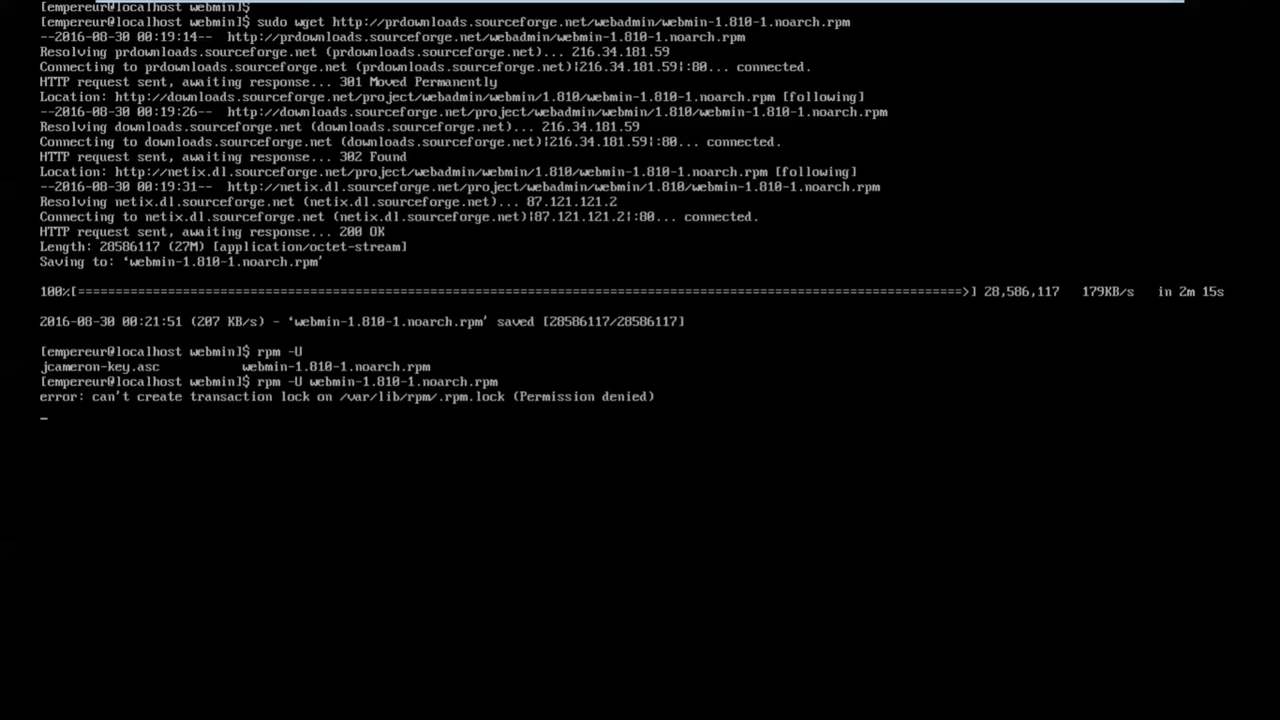 [empereur@localhost webmin]$
[empereur@localhost webmin]$ sudo wget http://prdownloads.sourceforge.net/webadmin/webmin-1.810-1.noarch.rpm
--2016-08-30 00:19:14--  http://prdownloads.sourceforge.net/webadmin/webmin-1.810-1.noarch.rpm
Resolving prdownloads.sourceforge.net (prdownloads.sourceforge.net)... 216.34.181.59
Connecting to prdownloads.sourceforge.net (prdownloads.sourceforge.net)|216.34.181.59|:80... connected.
HTTP request sent, awaiting response... 301 Moved Permanently
Location: http://downloads.sourceforge.net/project/webadmin/webmin/1.810/webmin-1.810-1.noarch.rpm [following]
--2016-08-30 00:19:26--  http://downloads.sourceforge.net/project/webadmin/webmin/1.810/webmin-1.810-1.noarch.rpm
Resolving downloads.sourceforge.net (downloads.sourceforge.net)... 216.34.181.59
Connecting to downloads.sourceforge.net (downloads.sourceforge.net)|216.34.181.59|:80... connected.
HTTP request sent, awaiting response... 302 Found
Location: http://netix.dl.sourceforge.net/project/webadmin/webmin/1.810/webmin-1.810-1.noarch.rpm [following]
--2016-08-30 00:19:31--  http://netix.dl.sourceforge.net/project/webadmin/webmin/1.810/webmin-1.810-1.noarch.rpm
Resolving netix.dl.sourceforge.net (netix.dl.sourceforge.net)... 87.121.121.2
Connecting to netix.dl.sourceforge.net (netix.dl.sourceforge.net)|87.121.121.2|:80... connected.
HTTP request sent, awaiting response... 200 OK
Length: 28586117 (27M) [application/octet-stream]
Saving to: ‘webmin-1.810-1.noarch.rpm’
100%[======================================================================================================================>] 28,586,117   179KB/s   in 2m 15s
2016-08-30 00:21:51 (207 KB/s) - ‘webmin-1.810-1.noarch.rpm’ saved [28586117/28586117]
[empereur@localhost webmin]$ rpm -U
jcameron-key.asc           webmin-1.810-1.noarch.rpm
[empereur@localhost webmin]$ rpm -U webmin-1.810-1.noarch.rpm
error: can't create transaction lock on /var/lib/rpm/.rpm.lock (Permission denied)
_